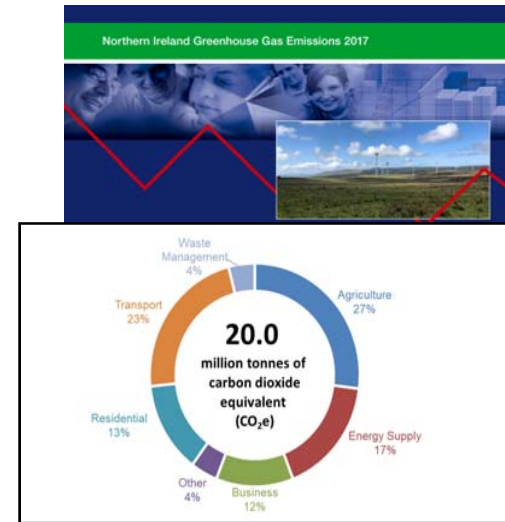 Northern Ireland Greenhouse Gas Emissions 2017
Waste
Management
4%
Agriculture
27%
Transport
23%
20.0
million tonnes of
carbon dioxide
equivalent
(CO₂e)
Residential
13%
Energy Supply
17%
Other
4%
Business
12%